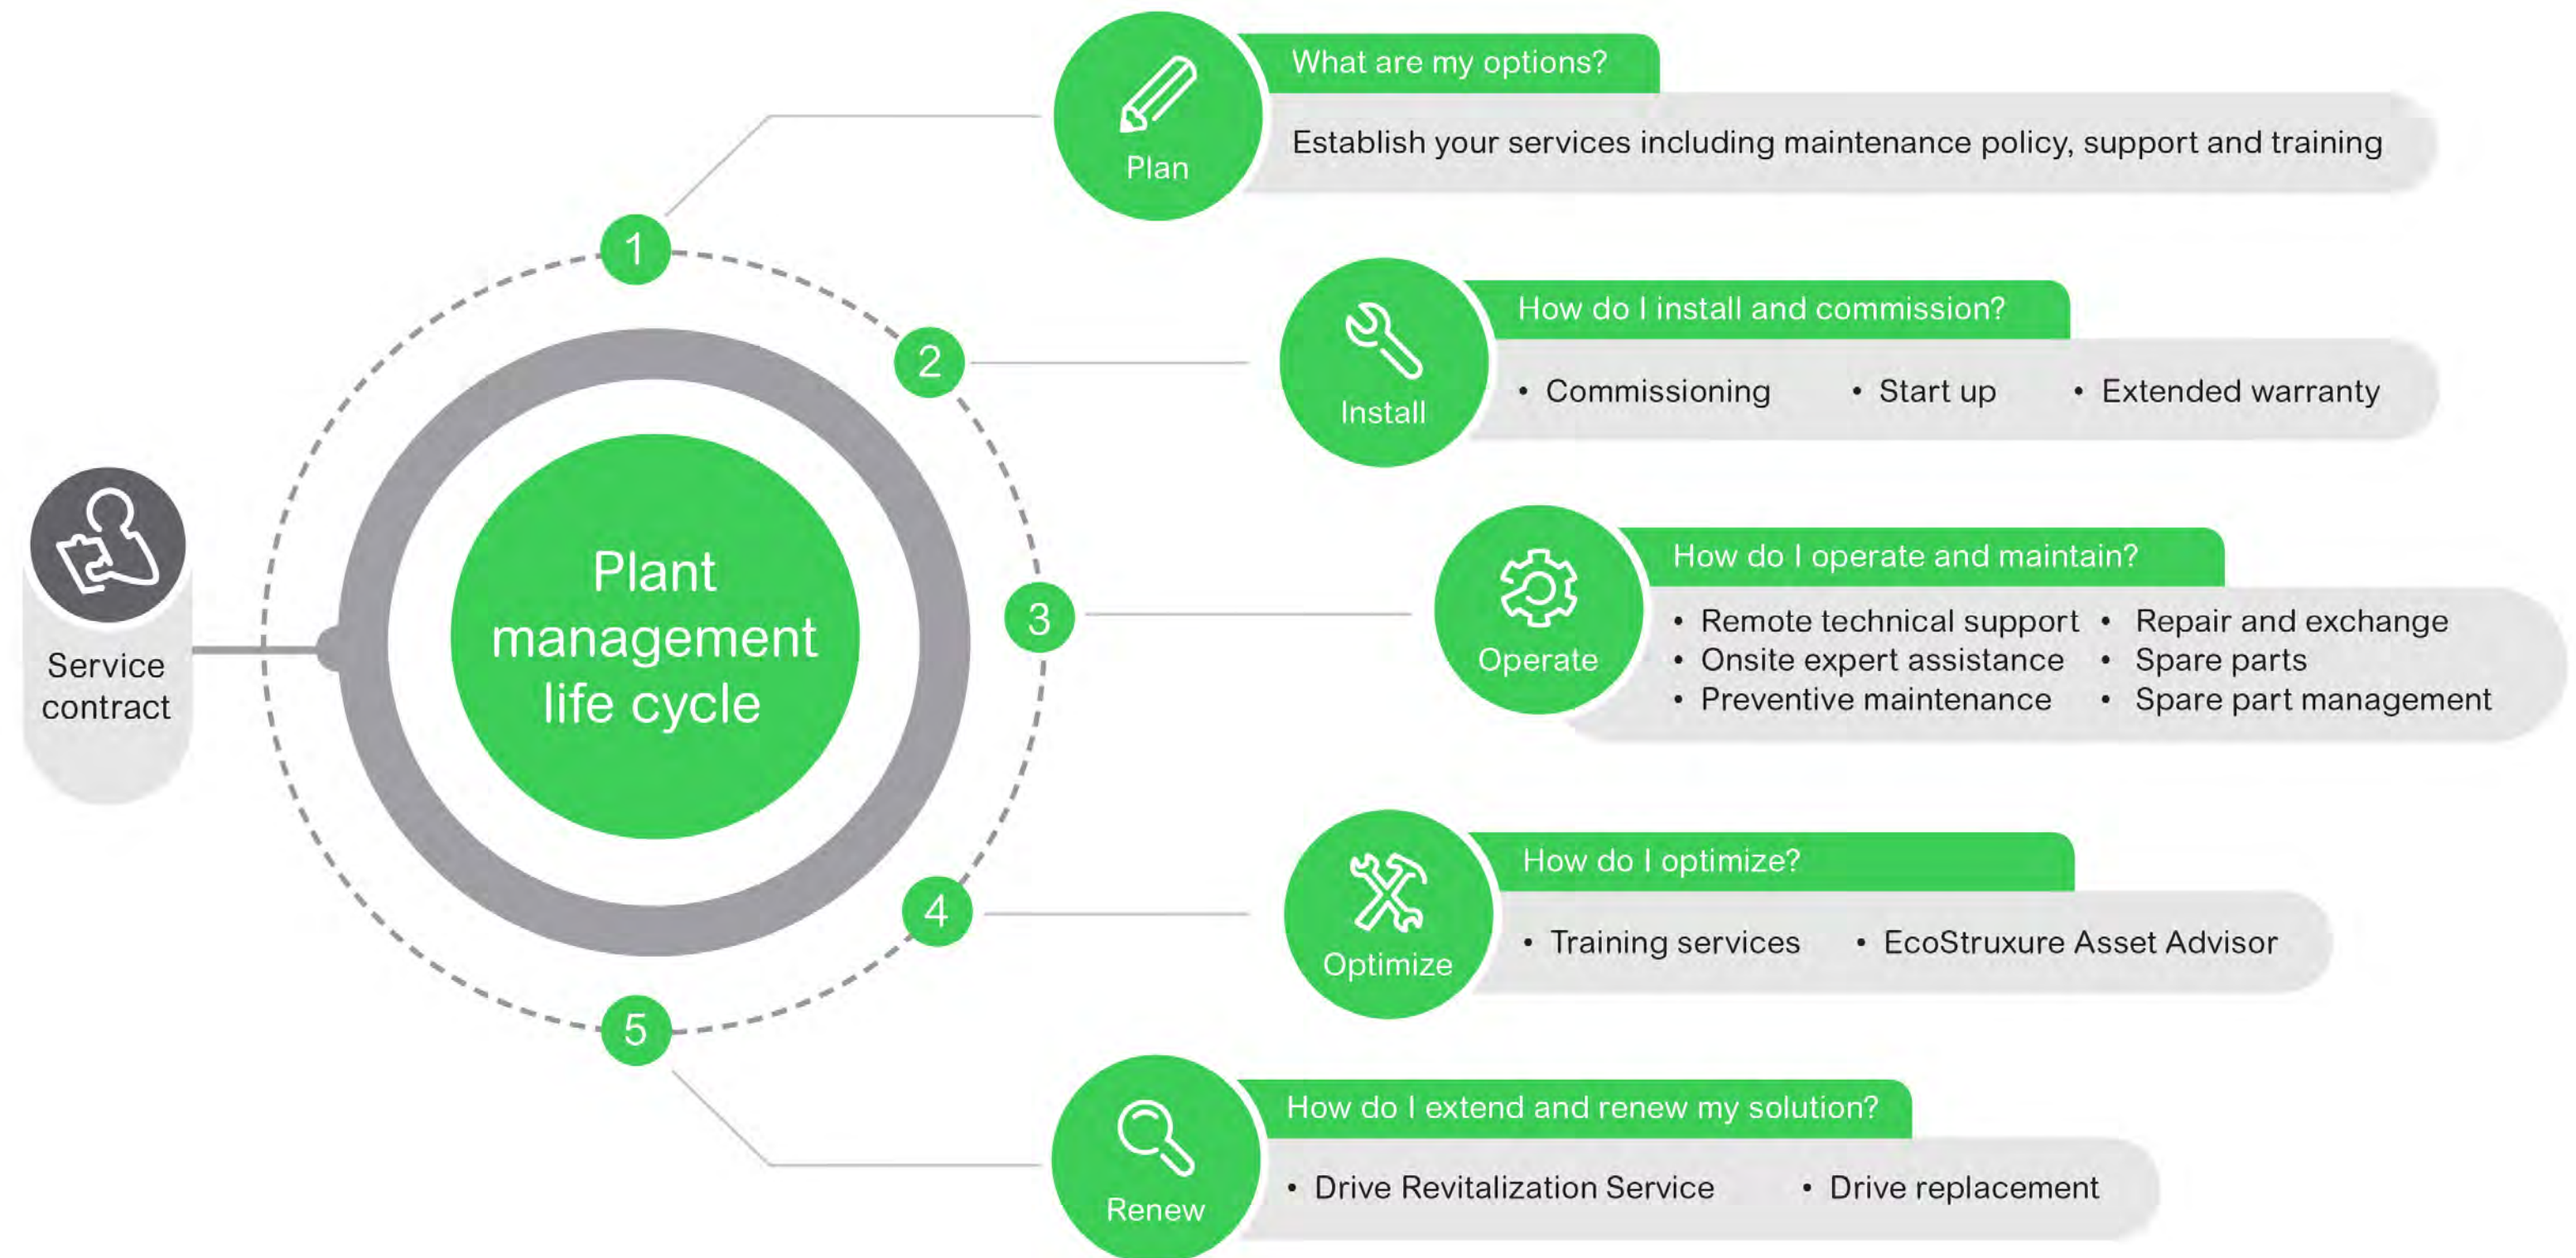 What are my options?
Plan
Establish your services including maintenance policy, support and training
1
How do I install and commission?
2
Install
• Commissioning • Start up • Extended warranty
Service
contract
Plant
management
life cycle
3
How do I operate and maintain?
Operate
• Remote technical support • Repair and exchange
• Onsite expert assistance • Spare parts
• Preventive maintenance • Spare part management
4
How do I optimize?
Optimize
• Training services • EcoStruxure Asset Advisor
5
How do I extend and renew my solution?
Renew
• Drive Revitalization Service • Drive replacement